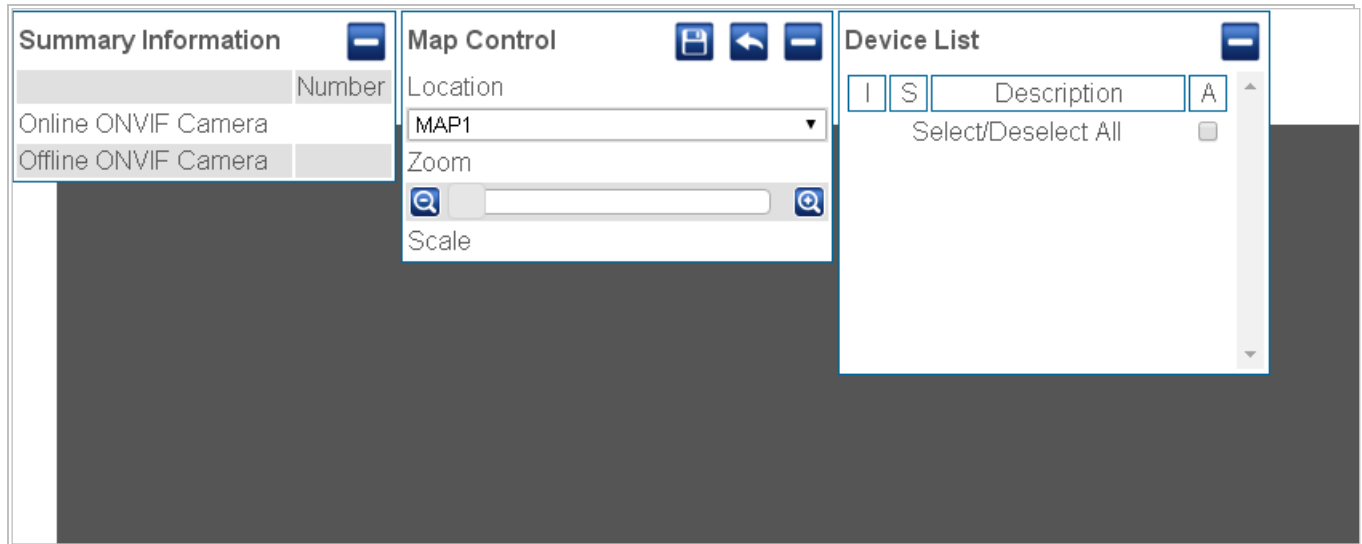 Summary Information
Number
Online ONVIF Camera
Offline ONVIF Camera
Map Control
Location
MAP1
Zoom
Scale
Device List
I S Description A
Select/Deselect All